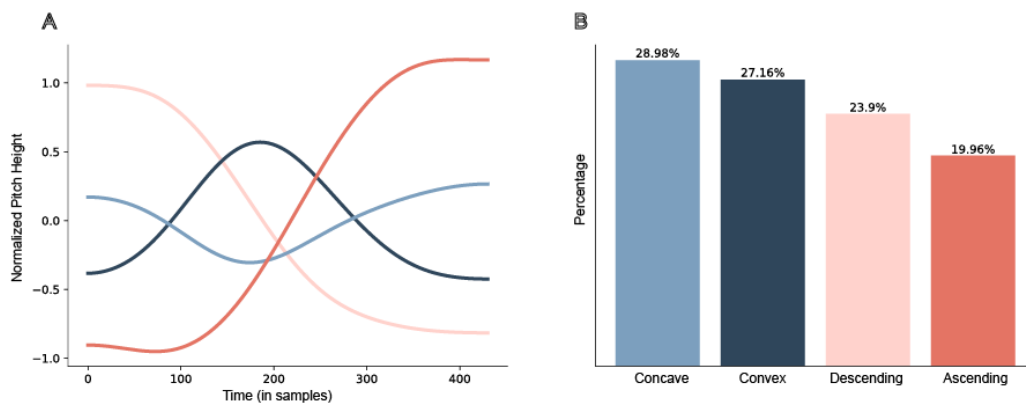 A
Normalized Pitch Height
1.0
0.5
0.0
−0.5
−1.0
0
100
200
300
400
Time (in samples)
B
Percentage
28.98%
27.16%
23.9%
19.96%
Concave
Convex
Descending
Ascending